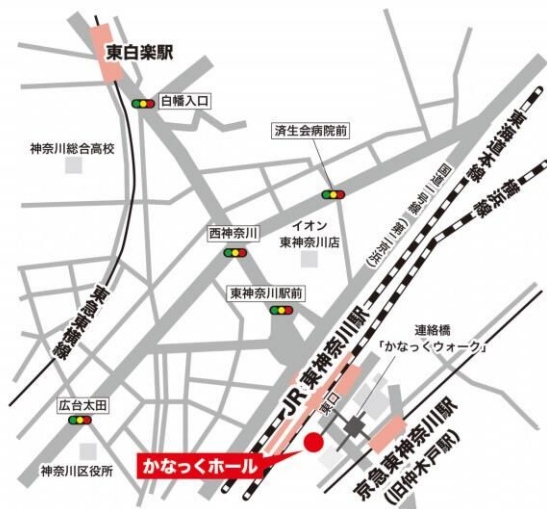 東白楽駅
白幡入口
神奈川総合高校
済生会病院前
東海道本線
横浜線
国道一号線(第二京浜)
西神奈川
イオン
東神奈川店
東急東横線
東神奈川駅前
連絡橋
「かなっくウォーク」
JR 東神奈川駅
東口
広台太田
神奈川区役所
かなっくホール
京急東神奈川駅
(旧仲木戸駅)